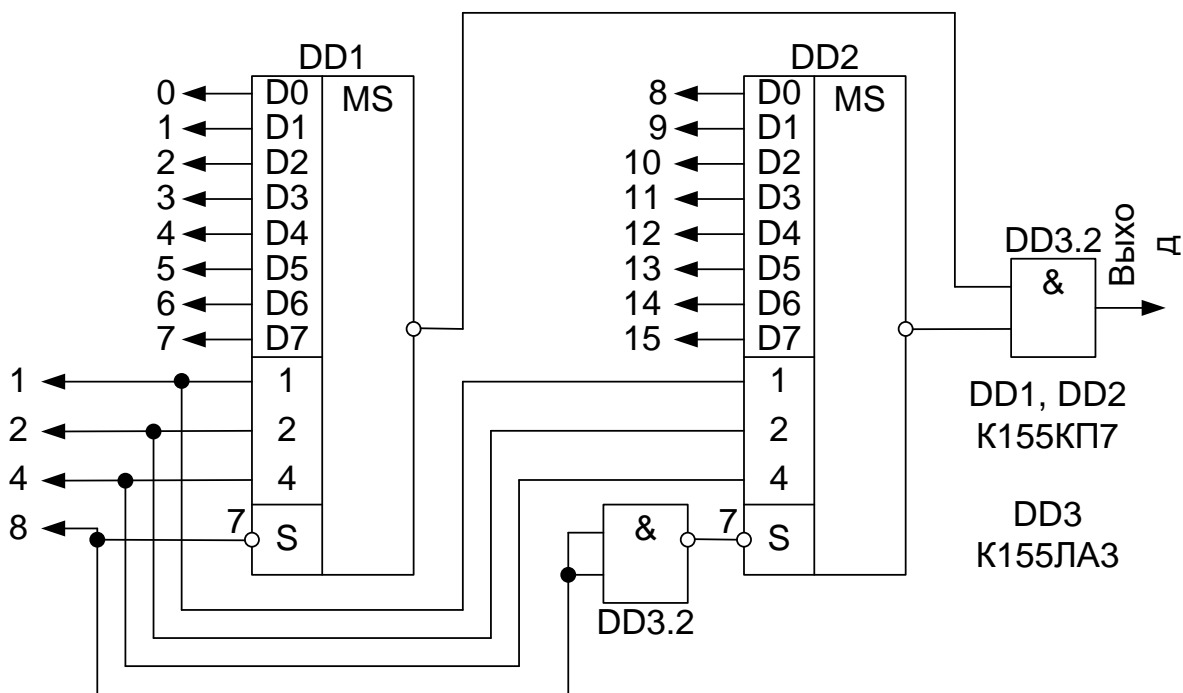 DD1
DD2
0 D0 MS
1 D1
2 D2
3 D3
4 D4
5 D5
6 D6
7 D7
8 D0 MS
9 D1
10 D2
11 D3
12 D4
13 D5
14 D6
15 D7
1 1
2 2
4 4
8
7 S
1
2
4
&
7 S
DD3.2
DD3.2
&
Выхо
д
DD1, DD2
К155КП7
DD3
К155ЛА3